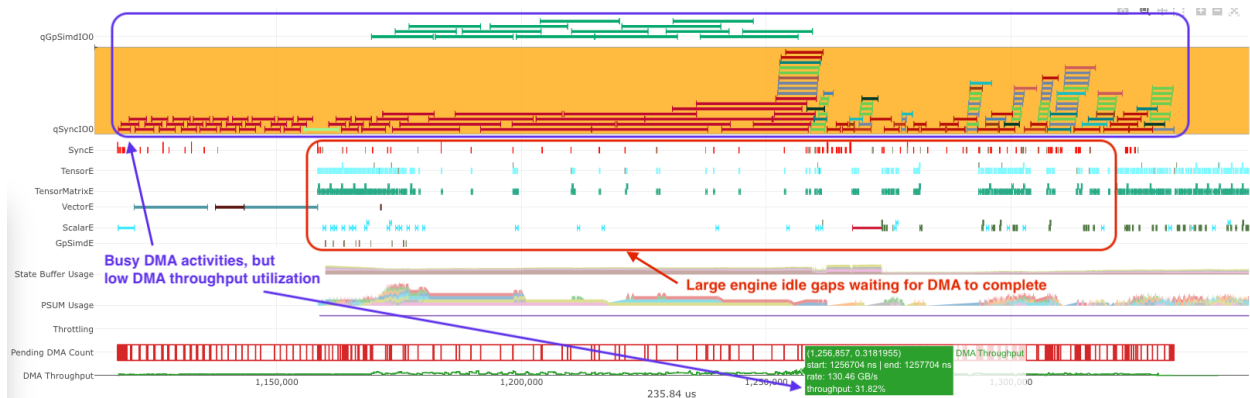 qGpSimdIO0
qSyncIO0
SyncE
TensorE
TensorMatrixE
VectorE
ScalarE
GpSimdE
Busy DMA activities, but
low DMA throughput utilization
State Buffer Usage
Large engine idle gaps waiting for DMA to complete
PSUM Usage
Throttling
Pending DMA Count
(1,256,857, 0.3181955)
DMA Throughput
start: 1256704 ns | end: 1257704 ns
rate: 130.46 GB/s
throughput: 31.82%
DMA Throughput
1,150,000
1,200,000
1,250,000
1,300,000
235.84 us